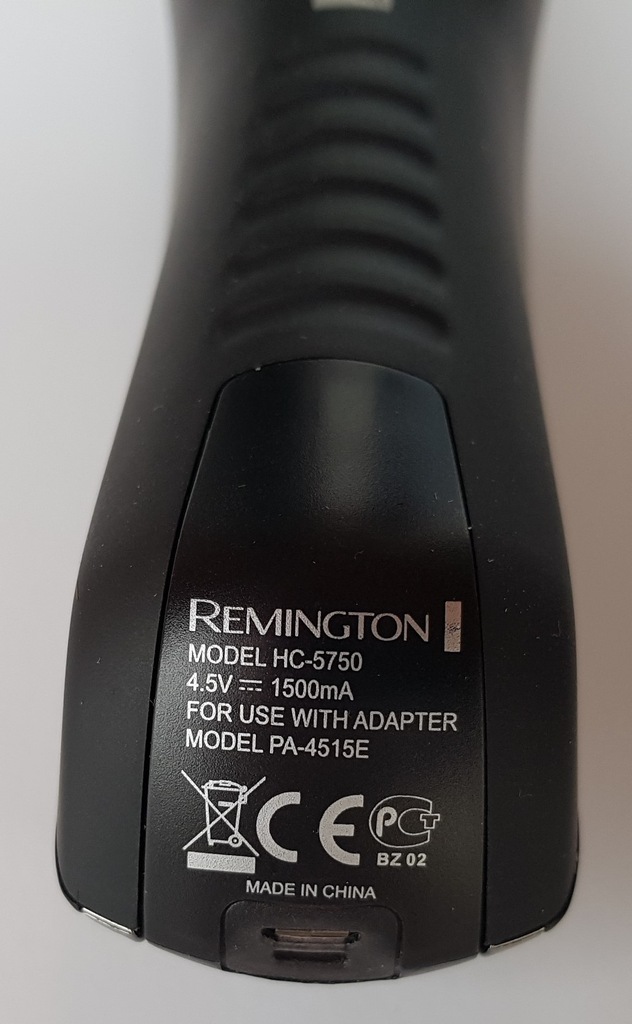 REMINGTON
MODEL HC-5750
4.5V ⎓ 1500mA
FOR USE WITH ADAPTER
MODEL PA-4515E
CE PCT
BZ 02
MADE IN CHINA